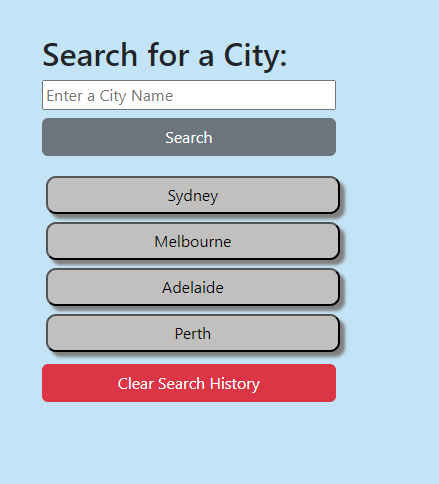 Search for a City:
Enter a City Name
Search
Sydney
Melbourne
Adelaide
Perth
Clear Search History